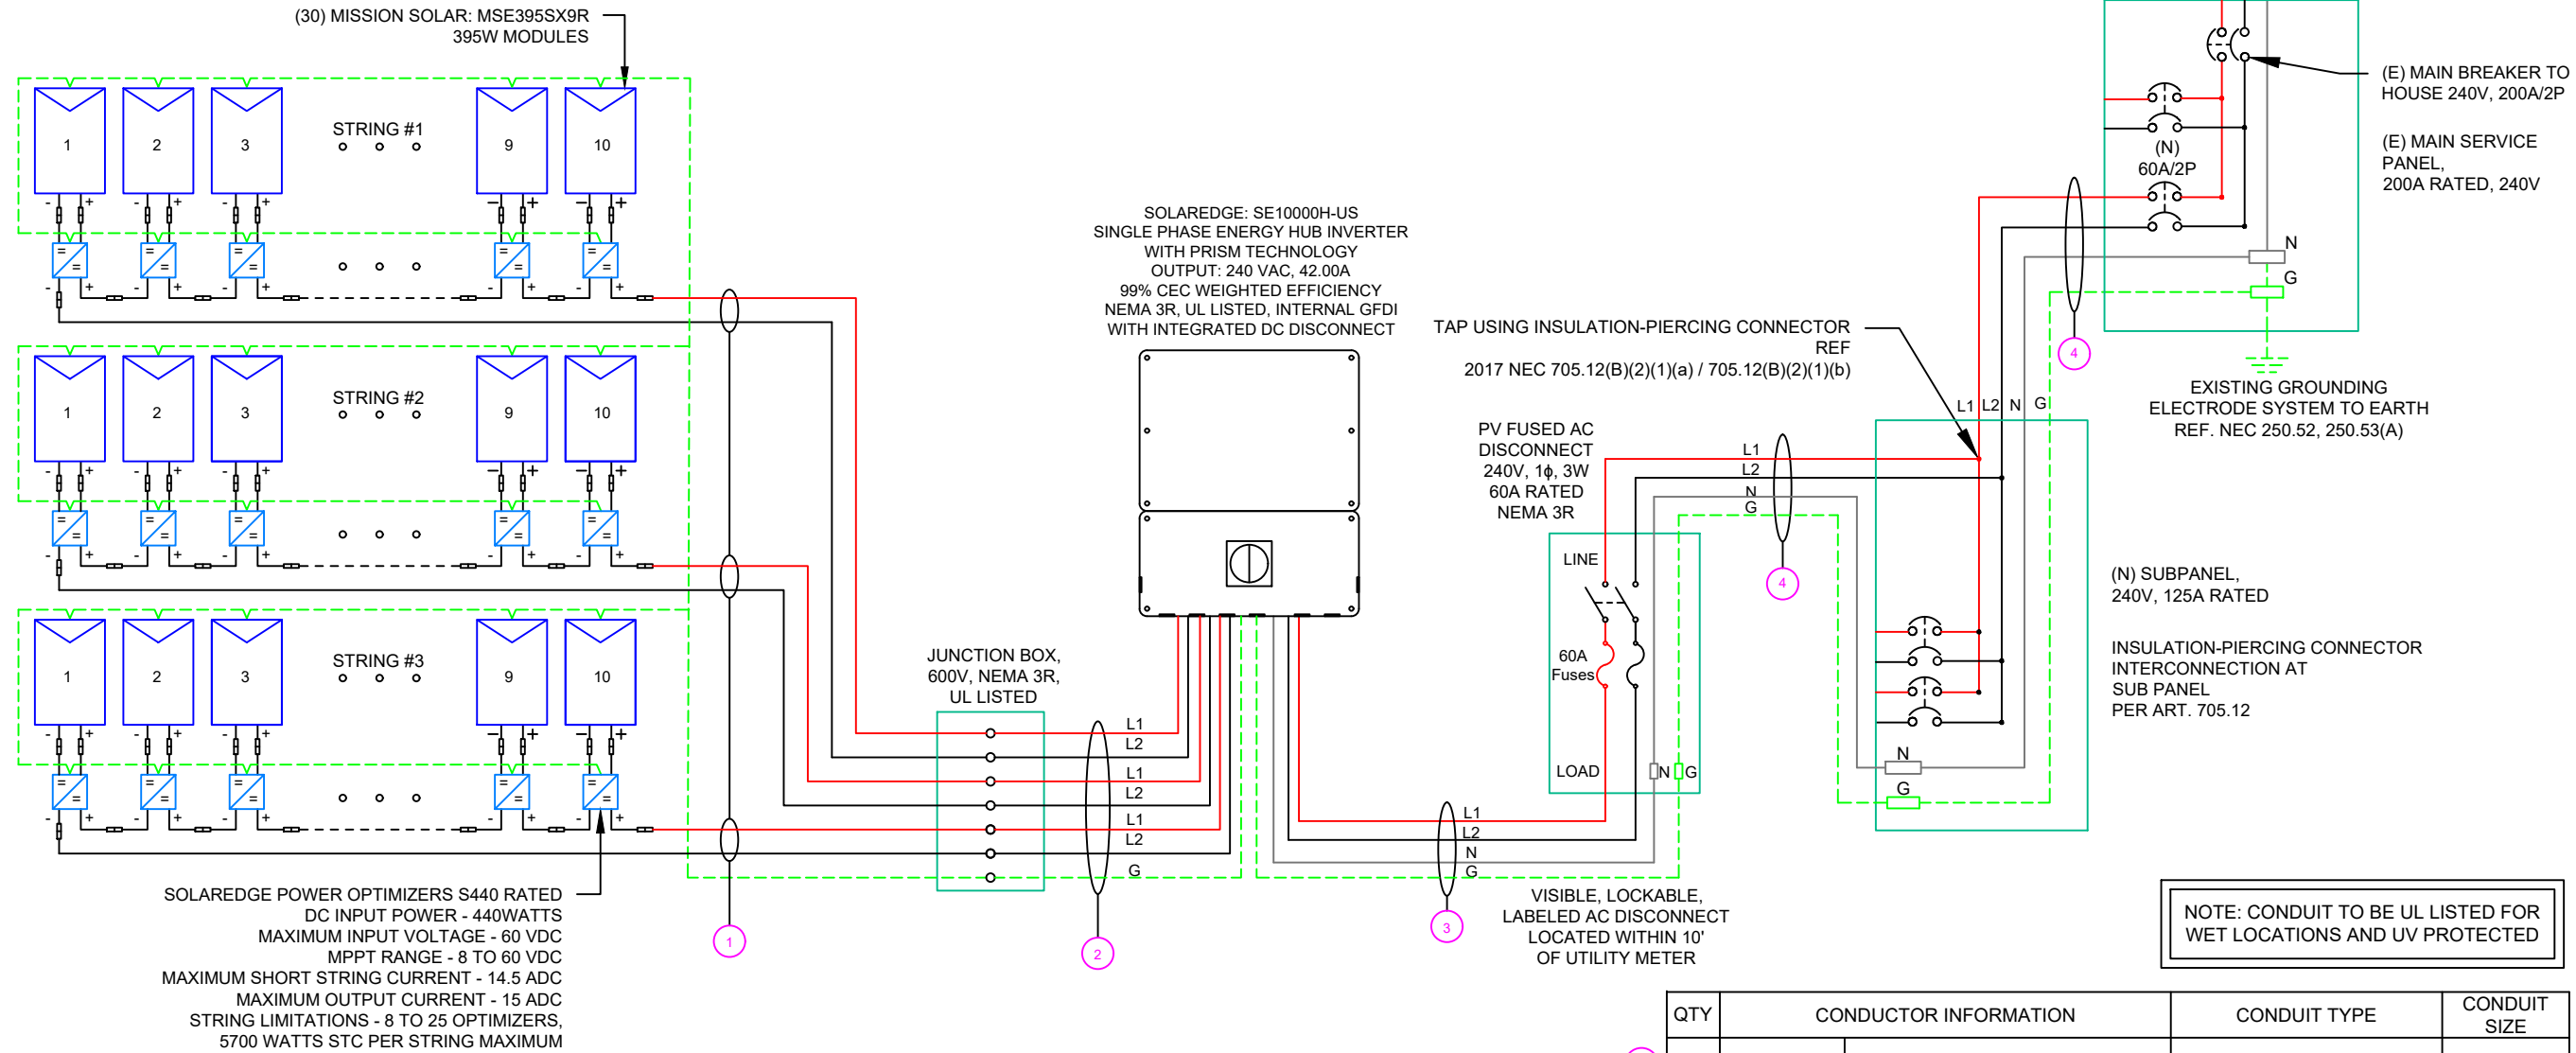 (30) MISSION SOLAR: MSE395SX9R
395W MODULES
STRING #1
1 2 3 9 10
- + - + - + - + - +
= = = = =
= = = = =
- + - + - + - + - +
STRING #2
1 2 3 9 10
- + - + - + - + - +
= = = = =
= = = = =
- + - + - + - + - +
STRING #3
1 2 3 9 10
- + - + - + - + - +
= = = = =
= = = = =
- + - + - + - + - +
SOLAREDGE POWER OPTIMIZERS S440 RATED
DC INPUT POWER - 440WATTS
MAXIMUM INPUT VOLTAGE - 60 VDC
MPPT RANGE - 8 TO 60 VDC
MAXIMUM SHORT STRING CURRENT - 14.5 ADC
MAXIMUM OUTPUT CURRENT - 15 ADC
STRING LIMITATIONS - 8 TO 25 OPTIMIZERS,
5700 WATTS STC PER STRING MAXIMUM
1
JUNCTION BOX,
600V, NEMA 3R,
UL LISTED
L1
L2
L1
L2
L1
L2
G
2
SOLAREDGE: SE10000H-US
SINGLE PHASE ENERGY HUB INVERTER
WITH PRISM TECHNOLOGY
OUTPUT: 240 VAC, 42.00A
99% CEC WEIGHTED EFFICIENCY
NEMA 3R, UL LISTED, INTERNAL GFDI
WITH INTEGRATED DC DISCONNECT
L1
L2
N
G
3
PV FUSED AC
DISCONNECT
240V, 1ϕ, 3W
60A RATED
NEMA 3R
LINE
60A
Fuses
LOAD
N G
VISIBLE, LOCKABLE,
LABELED AC DISCONNECT
LOCATED WITHIN 10'
OF UTILITY METER
L1
L2
N
G
4
TAP USING INSULATION-PIERCING CONNECTOR
REF
2017 NEC 705.12(B)(2)(1)(a) / 705.12(B)(2)(1)(b)
L1 L2 N G
N
G
(N) SUBPANEL,
240V, 125A RATED
INSULATION-PIERCING CONNECTOR
INTERCONNECTION AT
SUB PANEL
PER ART. 705.12
4
(N)
60A/2P
N
G
(E) MAIN BREAKER TO
HOUSE 240V, 200A/2P
(E) MAIN SERVICE
PANEL,
200A RATED, 240V
EXISTING GROUNDING
ELECTRODE SYSTEM TO EARTH
REF. NEC 250.52, 250.53(A)
NOTE: CONDUIT TO BE UL LISTED FOR
WET LOCATIONS AND UV PROTECTED
QTY CONDUCTOR INFORMATION CONDUIT TYPE CONDUIT
SIZE